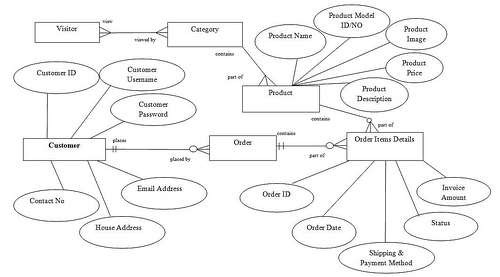 Visitor
view
viewed by
Category
contains
part of
Product Name
Product Model
ID/NO
Product
Image
Product
Price
Product
Description
Product
contains
part of
Customer ID
Customer
Username
Customer
Password
Customer
places
placed by
Order
contains
part of
Order Items Details
Contact No
House Address
Email Address
Order ID
Order Date
Shipping &
Payment Method
Status
Invoice
Amount